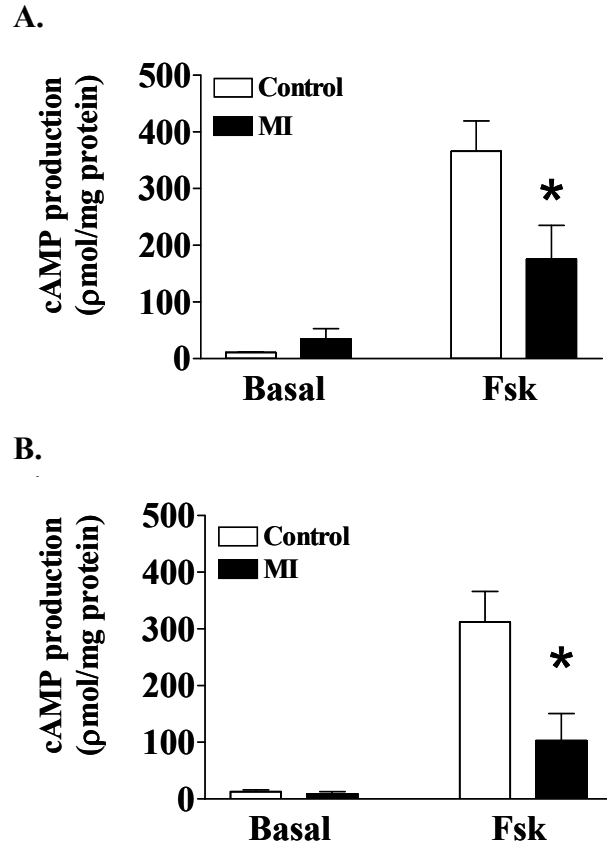 A.
cAMP production
(ρmol/mg protein)
500
400
300
200
100
0
Control
MI
*
Basal
Fsk
B.
cAMP production
(ρmol/mg protein)
500
400
300
200
100
0
Control
MI
*
Basal
Fsk